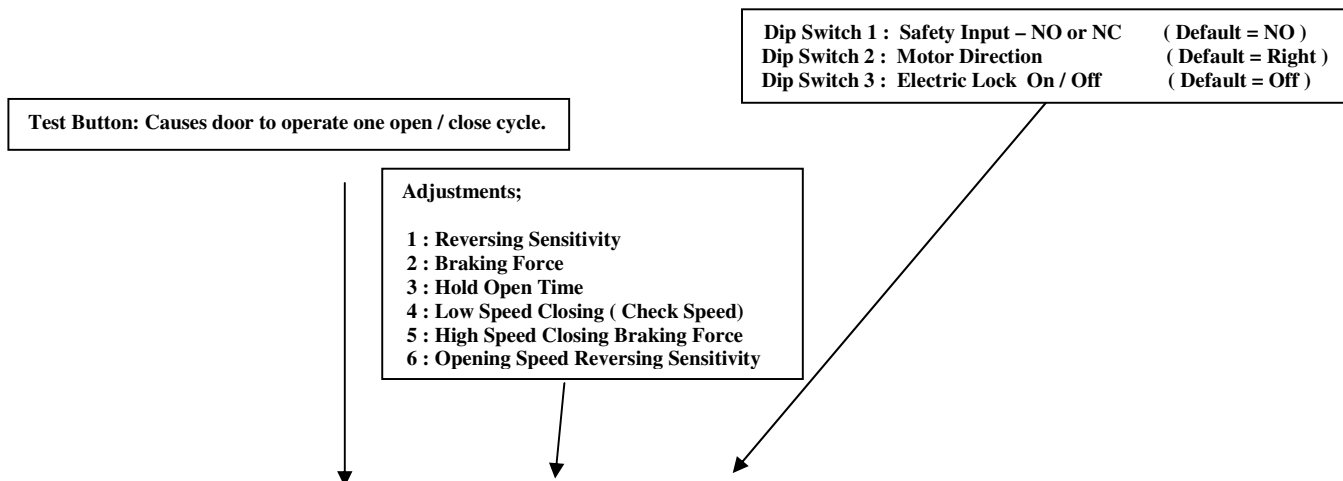 Dip Switch 1 : Safety Input – NO or NC ( Default = NO )
Dip Switch 2 : Motor Direction ( Default = Right )
Dip Switch 3 : Electric Lock On / Off ( Default = Off )
Test Button: Causes door to operate one open / close cycle.
Adjustments;
1 : Reversing Sensitivity
2 : Braking Force
3 : Hold Open Time
4 : Low Speed Closing ( Check Speed)
5 : High Speed Closing Braking Force
6 : Opening Speed Reversing Sensitivity